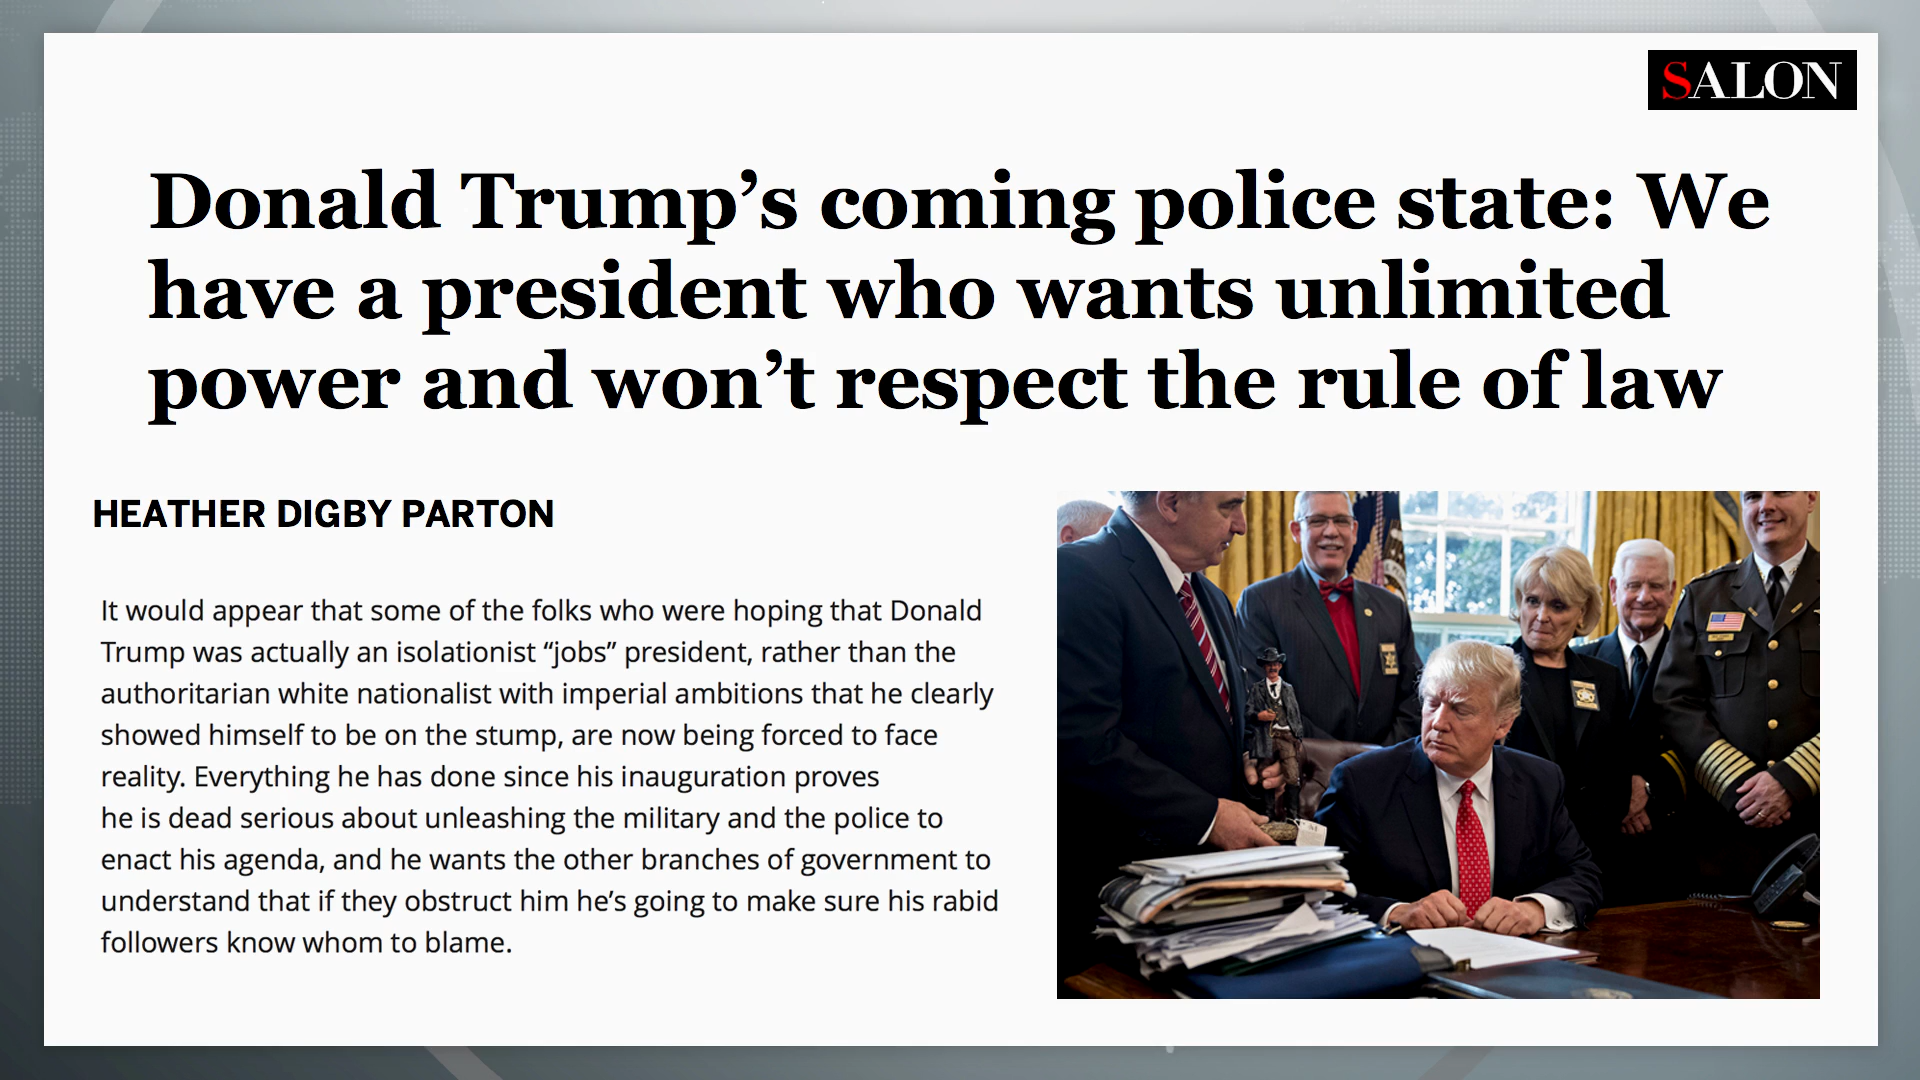 SALON
Donald Trump’s coming police state: We
have a president who wants unlimited
power and won’t respect the rule of law
HEATHER DIGBY PARTON
It would appear that some of the folks who were hoping that Donald
Trump was actually an isolationist “jobs” president, rather than the
authoritarian white nationalist with imperial ambitions that he clearly
showed himself to be on the stump, are now being forced to face
reality. Everything he has done since his inauguration proves
he is dead serious about unleashing the military and the police to
enact his agenda, and he wants the other branches of government to
understand that if they obstruct him he’s going to make sure his rabid
followers know whom to blame.